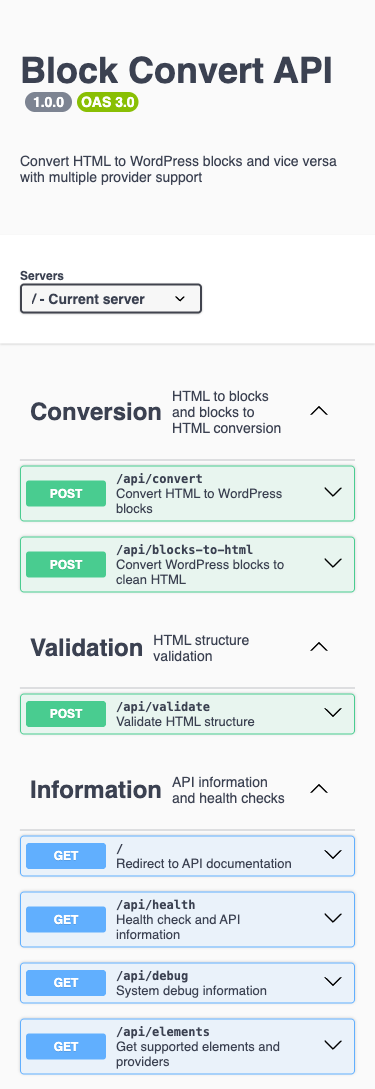 Block Convert API
1.0.0 OAS 3.0
Convert HTML to WordPress blocks and vice versa
with multiple provider support
Servers
/ - Current server
Conversion
HTML to blocks
and blocks to
HTML conversion
POST
/api/convert
Convert HTML to WordPress
blocks
POST
/api/blocks-to-html
Convert WordPress blocks to
clean HTML
Validation
HTML structure
validation
POST
/api/validate
Validate HTML structure
Information
API information
and health checks
GET
/
Redirect to API documentation
GET
/api/health
Health check and API
information
GET
/api/debug
System debug information
GET
/api/elements
Get supported elements and
providers